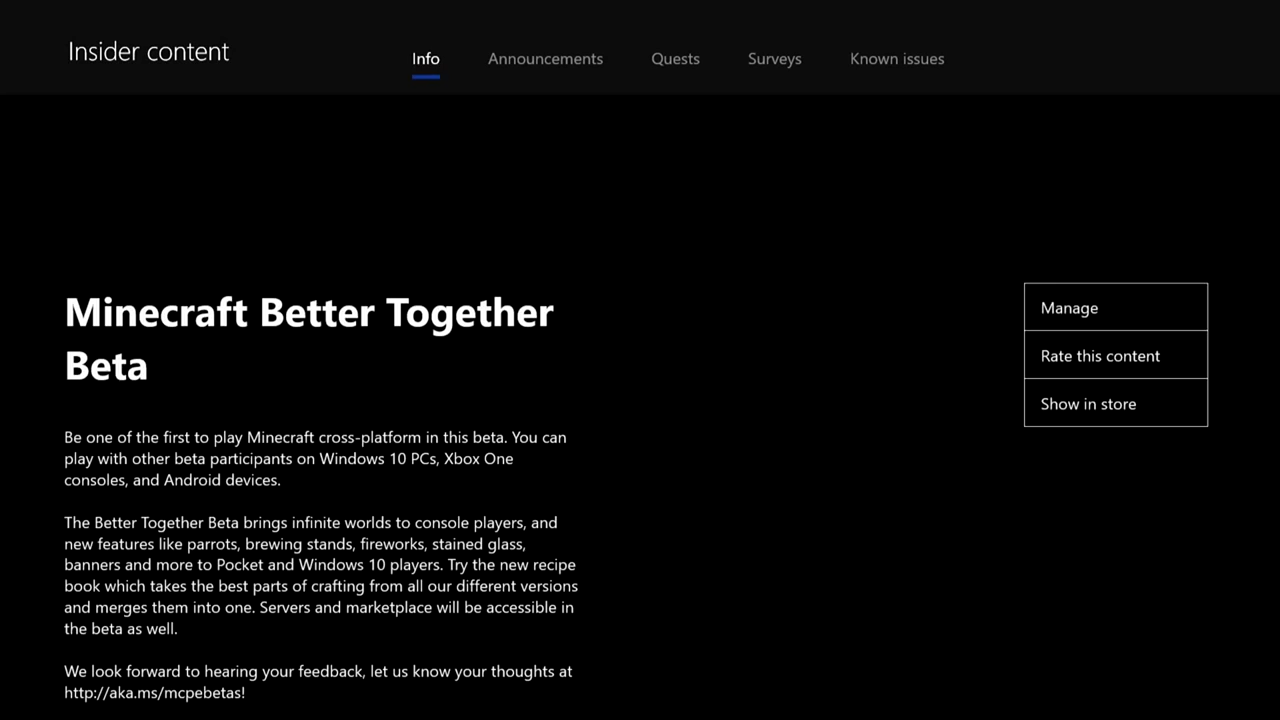 Insider content
Info
Announcements
Quests
Surveys
Known issues
Minecraft Better Together
Beta
Manage
Rate this content
Show in store
Be one of the first to play Minecraft cross-platform in this beta. You can
play with other beta participants on Windows 10 PCs, Xbox One
consoles, and Android devices.
The Better Together Beta brings infinite worlds to console players, and
new features like parrots, brewing stands, fireworks, stained glass,
banners and more to Pocket and Windows 10 players. Try the new recipe
book which takes the best parts of crafting from all our different versions
and merges them into one. Servers and marketplace will be accessible in
the beta as well.
We look forward to hearing your feedback, let us know your thoughts at
http://aka.ms/mcpebetas!